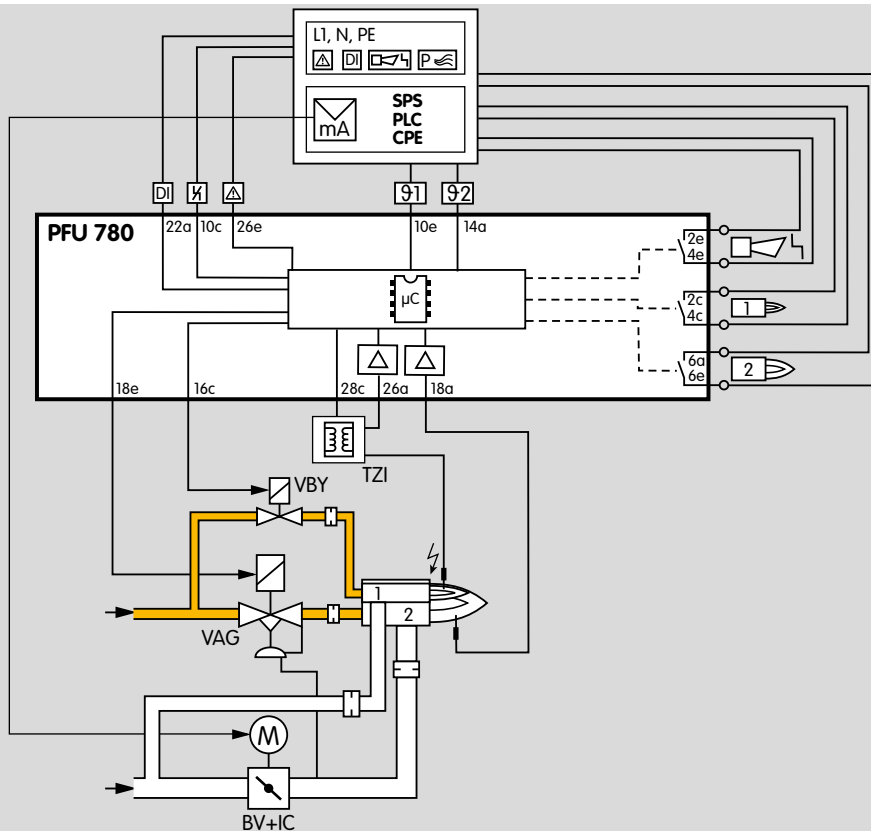 L1, N, PE
DI
P
mA
SPS
PLC
CPE
DI
ϑ1
ϑ2
PFU 780
22a
10c
26e
10e
14a
2e
4e
µC
2c
4c
1
6a
6e
2
18e
16c
28c
26a
18a
TZI
VBY
1
2
VAG
M
BV+IC